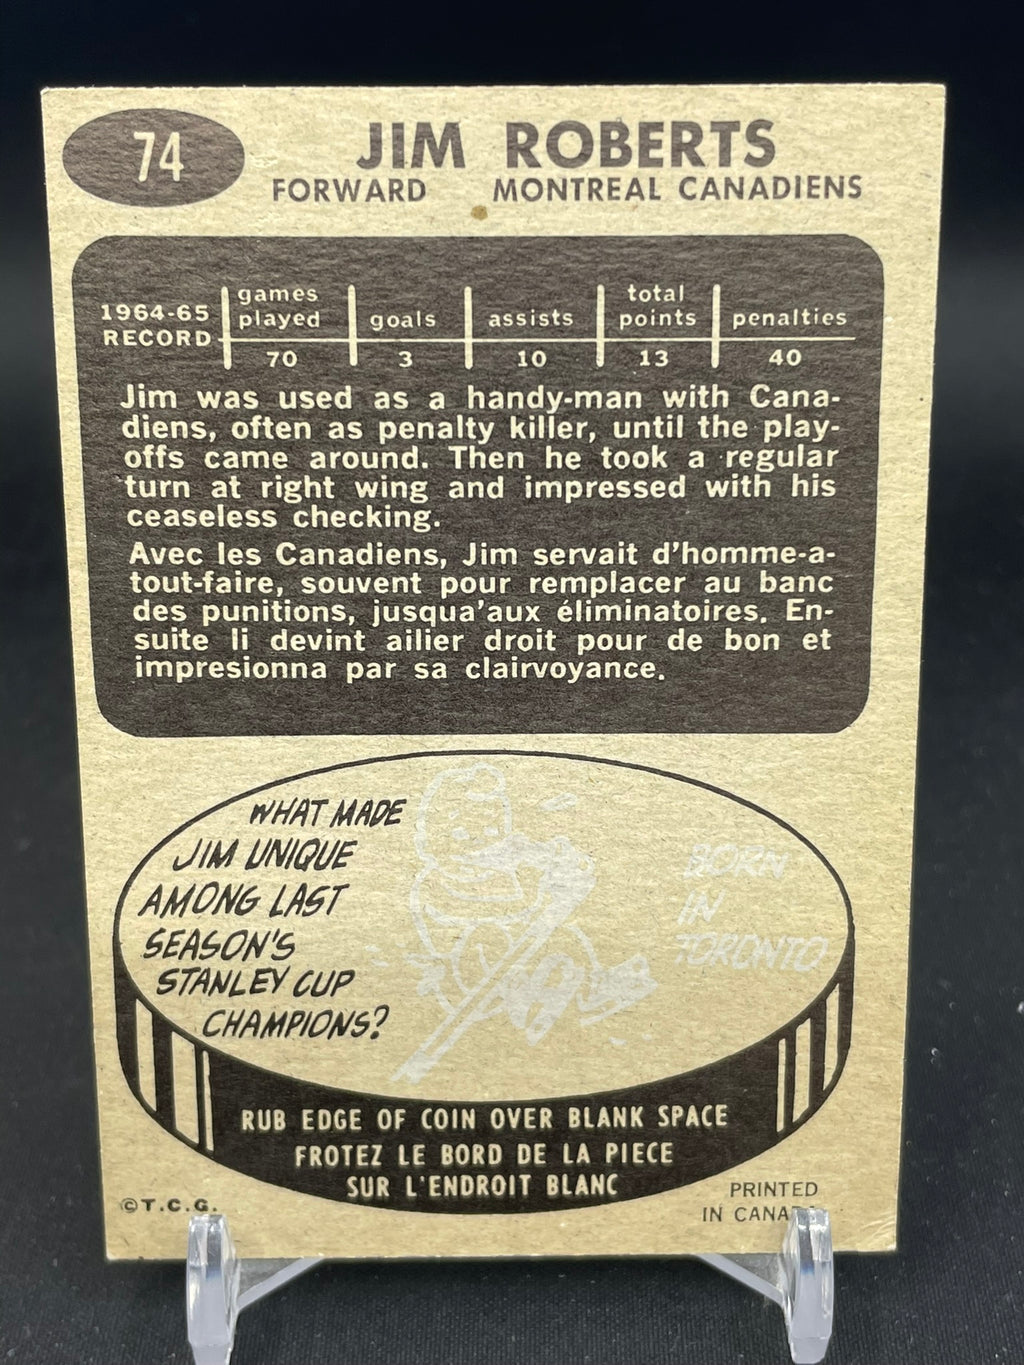 74
JIM ROBERTS
FORWARD MONTREAL CANADIENS
1964-65 RECORD games played goals assists total points penalties
70 3 10 13 40
Jim was used as a handy-man with Cana-
diens, often as penalty killer, until the play-
offs came around. Then he took a regular
turn at right wing and impressed with his
ceaseless checking.
Avec les Canadiens, Jim servait d'homme-a-
tout-faire, souvent pour remplacer au banc
des punitions, jusqua'aux éliminatoires. En-
suite li devint ailier droit pour de bon et
impresionna par sa clairvoyance.
WHAT MADE
JIM UNIQUE
AMONG LAST
SEASON'S
STANLEY CUP
CHAMPIONS?
BORN
IN
TORONTO
RUB EDGE OF COIN OVER BLANK SPACE
FROTEZ LE BORD DE LA PIECE
SUR L'ENDROIT BLANC
©T.C.G.
PRINTED
IN CANADA